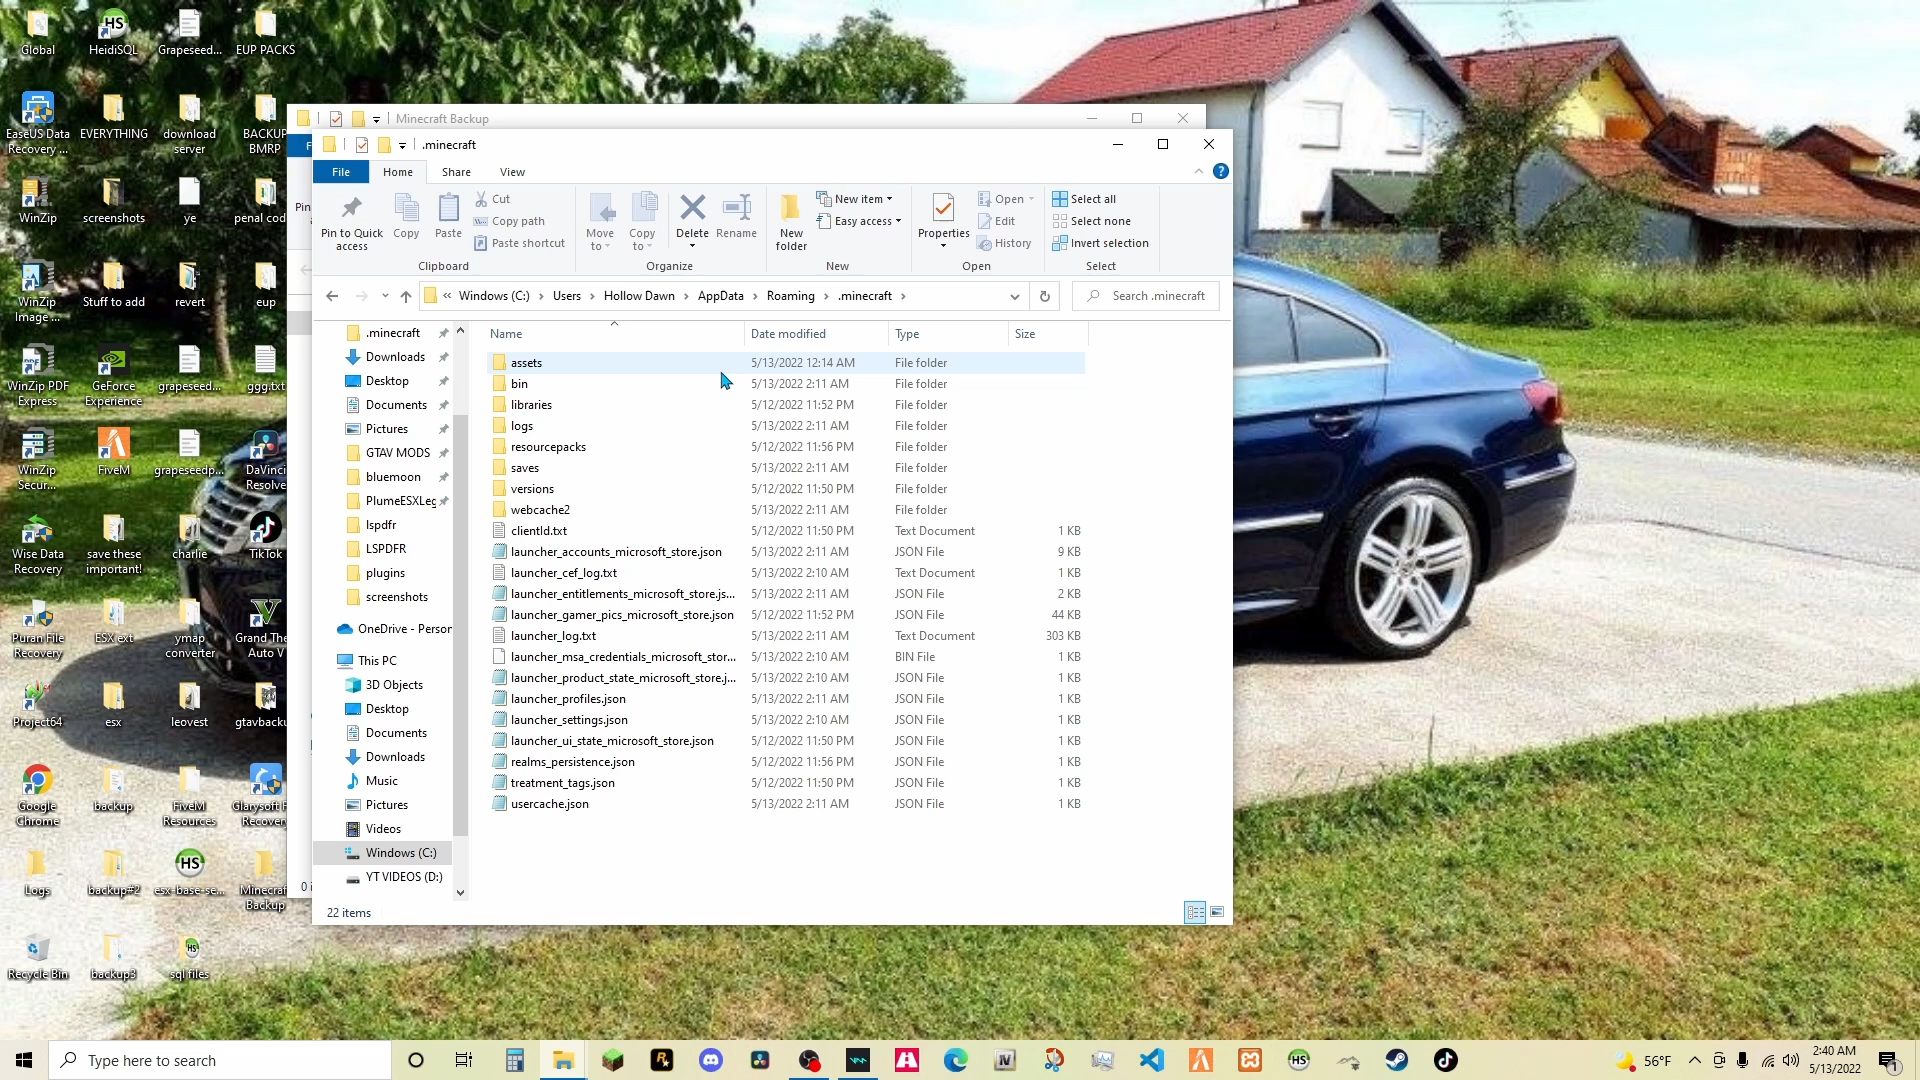 Global
HeidiSQL
Grapeseed...
EUP PACKS
EaseUS Data
Recovery ...
EVERYTHING
download
server
BACKUP
BMRP
WinZip
screenshots
ye
penal cod
WinZip
Image ...
Stuff to add
revert
eup
WinZip PDF
Express
GeForce
Experience
grapeseed...
ggg.txt
WinZip
Secur...
FiveM
grapeseedp...
DaVinci
Resolve
Wise Data
Recovery
save these
important!
charlie
TikTok
Puran File
Recovery
ESX ext
ymap
converter
Grand The
Auto V
Project64
esx
leovest
gtavbacku
Google
Chrome
backup
FiveM
Resources
Glarysoft F
Recover
Logs
backup#2
esx-base-se...
Minecraf
Backup
Recycle Bin
backup3
sql files
Minecraft Backup
.minecraft
File
Home
Share
View
Pin to Quick
access
Copy
Paste
Cut
Copy path
Paste shortcut
Clipboard
Move
to
Copy
to
Delete
Rename
Organize
New
folder
New item
Easy access
New
Properties
Open
Edit
History
Open
Select all
Select none
Invert selection
Select
« Windows (C:) › Users › Hollow Dawn › AppData › Roaming › .minecraft ›
Search .minecraft
.minecraft
Downloads
Desktop
Documents
Pictures
GTAV MODS
bluemoon
PlumeESXLeg
lspdfr
LSPDFR
plugins
screenshots
OneDrive - Person
This PC
3D Objects
Desktop
Documents
Downloads
Music
Pictures
Videos
Windows (C:)
YT VIDEOS (D:)
Name Date modified Type Size
assets 5/13/2022 12:14 AM File folder
bin 5/13/2022 2:11 AM File folder
libraries 5/12/2022 11:52 PM File folder
logs 5/13/2022 2:11 AM File folder
resourcepacks 5/12/2022 11:56 PM File folder
saves 5/13/2022 2:11 AM File folder
versions 5/12/2022 11:50 PM File folder
webcache2 5/13/2022 2:11 AM File folder
clientId.txt 5/12/2022 11:50 PM Text Document 1 KB
launcher_accounts_microsoft_store.json 5/13/2022 2:11 AM JSON File 9 KB
launcher_cef_log.txt 5/13/2022 2:10 AM Text Document 1 KB
launcher_entitlements_microsoft_store.js... 5/13/2022 2:11 AM JSON File 2 KB
launcher_gamer_pics_microsoft_store.json 5/12/2022 11:52 PM JSON File 44 KB
launcher_log.txt 5/13/2022 2:11 AM Text Document 303 KB
launcher_msa_credentials_microsoft_stor... 5/13/2022 2:10 AM BIN File 1 KB
launcher_product_state_microsoft_store.j... 5/13/2022 2:10 AM JSON File 1 KB
launcher_profiles.json 5/13/2022 2:11 AM JSON File 1 KB
launcher_settings.json 5/13/2022 2:10 AM JSON File 1 KB
launcher_ui_state_microsoft_store.json 5/12/2022 11:50 PM JSON File 1 KB
realms_persistence.json 5/12/2022 11:56 PM JSON File 1 KB
treatment_tags.json 5/12/2022 11:50 PM JSON File 1 KB
usercache.json 5/13/2022 2:11 AM JSON File 1 KB
22 items
Type here to search
56°F
2:40 AM
5/13/2022